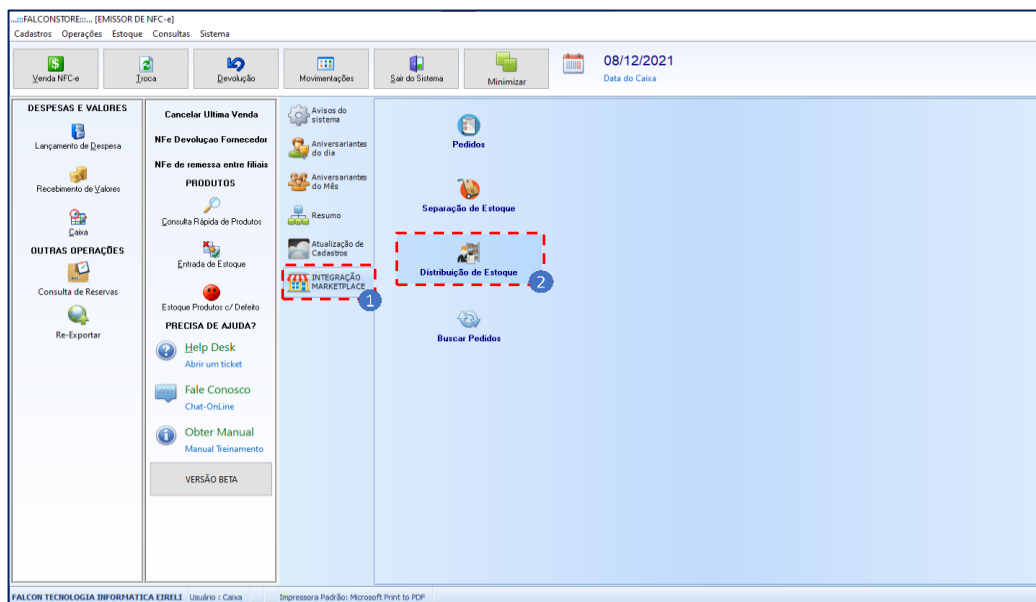 ...:::FALCONSTORE:::... [EMISSOR DE NFC-e]
Cadastros Operações Estoque Consultas Sistema
Venda NFC-e
Troca
Devolução
Movimentações
Sair do Sistema
Minimizar
08/12/2021
Data do Caixa
DESPESAS E VALORES
Lançamento de Despesa
Recebimento de Valores
Caixa
OUTRAS OPERAÇÕES
Consulta de Reservas
Re-Exportar
Cancelar Ultima Venda
NFe Devoluçao Fornecedor
NFe de remessa entre filiais
PRODUTOS
Consulta Rápida de Produtos
Entrada de Estoque
Estoque Produtos c/ Defeito
PRECISA DE AJUDA?
Help Desk
Abrir um ticket
Fale Conosco
Chat-OnLine
Obter Manual
Manual Treinamento
VERSÃO BETA
Avisos do
sistema
Aniversariantes
do dia
Aniversariantes
do Mês
Resumo
Atualização de
Cadastros
INTEGRAÇÃO
MARKETPLACE
1
Pedidos
Separação de Estoque
Distribuição de Estoque
2
Buscar Pedidos
FALCON TECNOLOGIA INFORMATICA EIRELI Usuário : Caixa Impressora Padrão: Microsoft Print to PDF